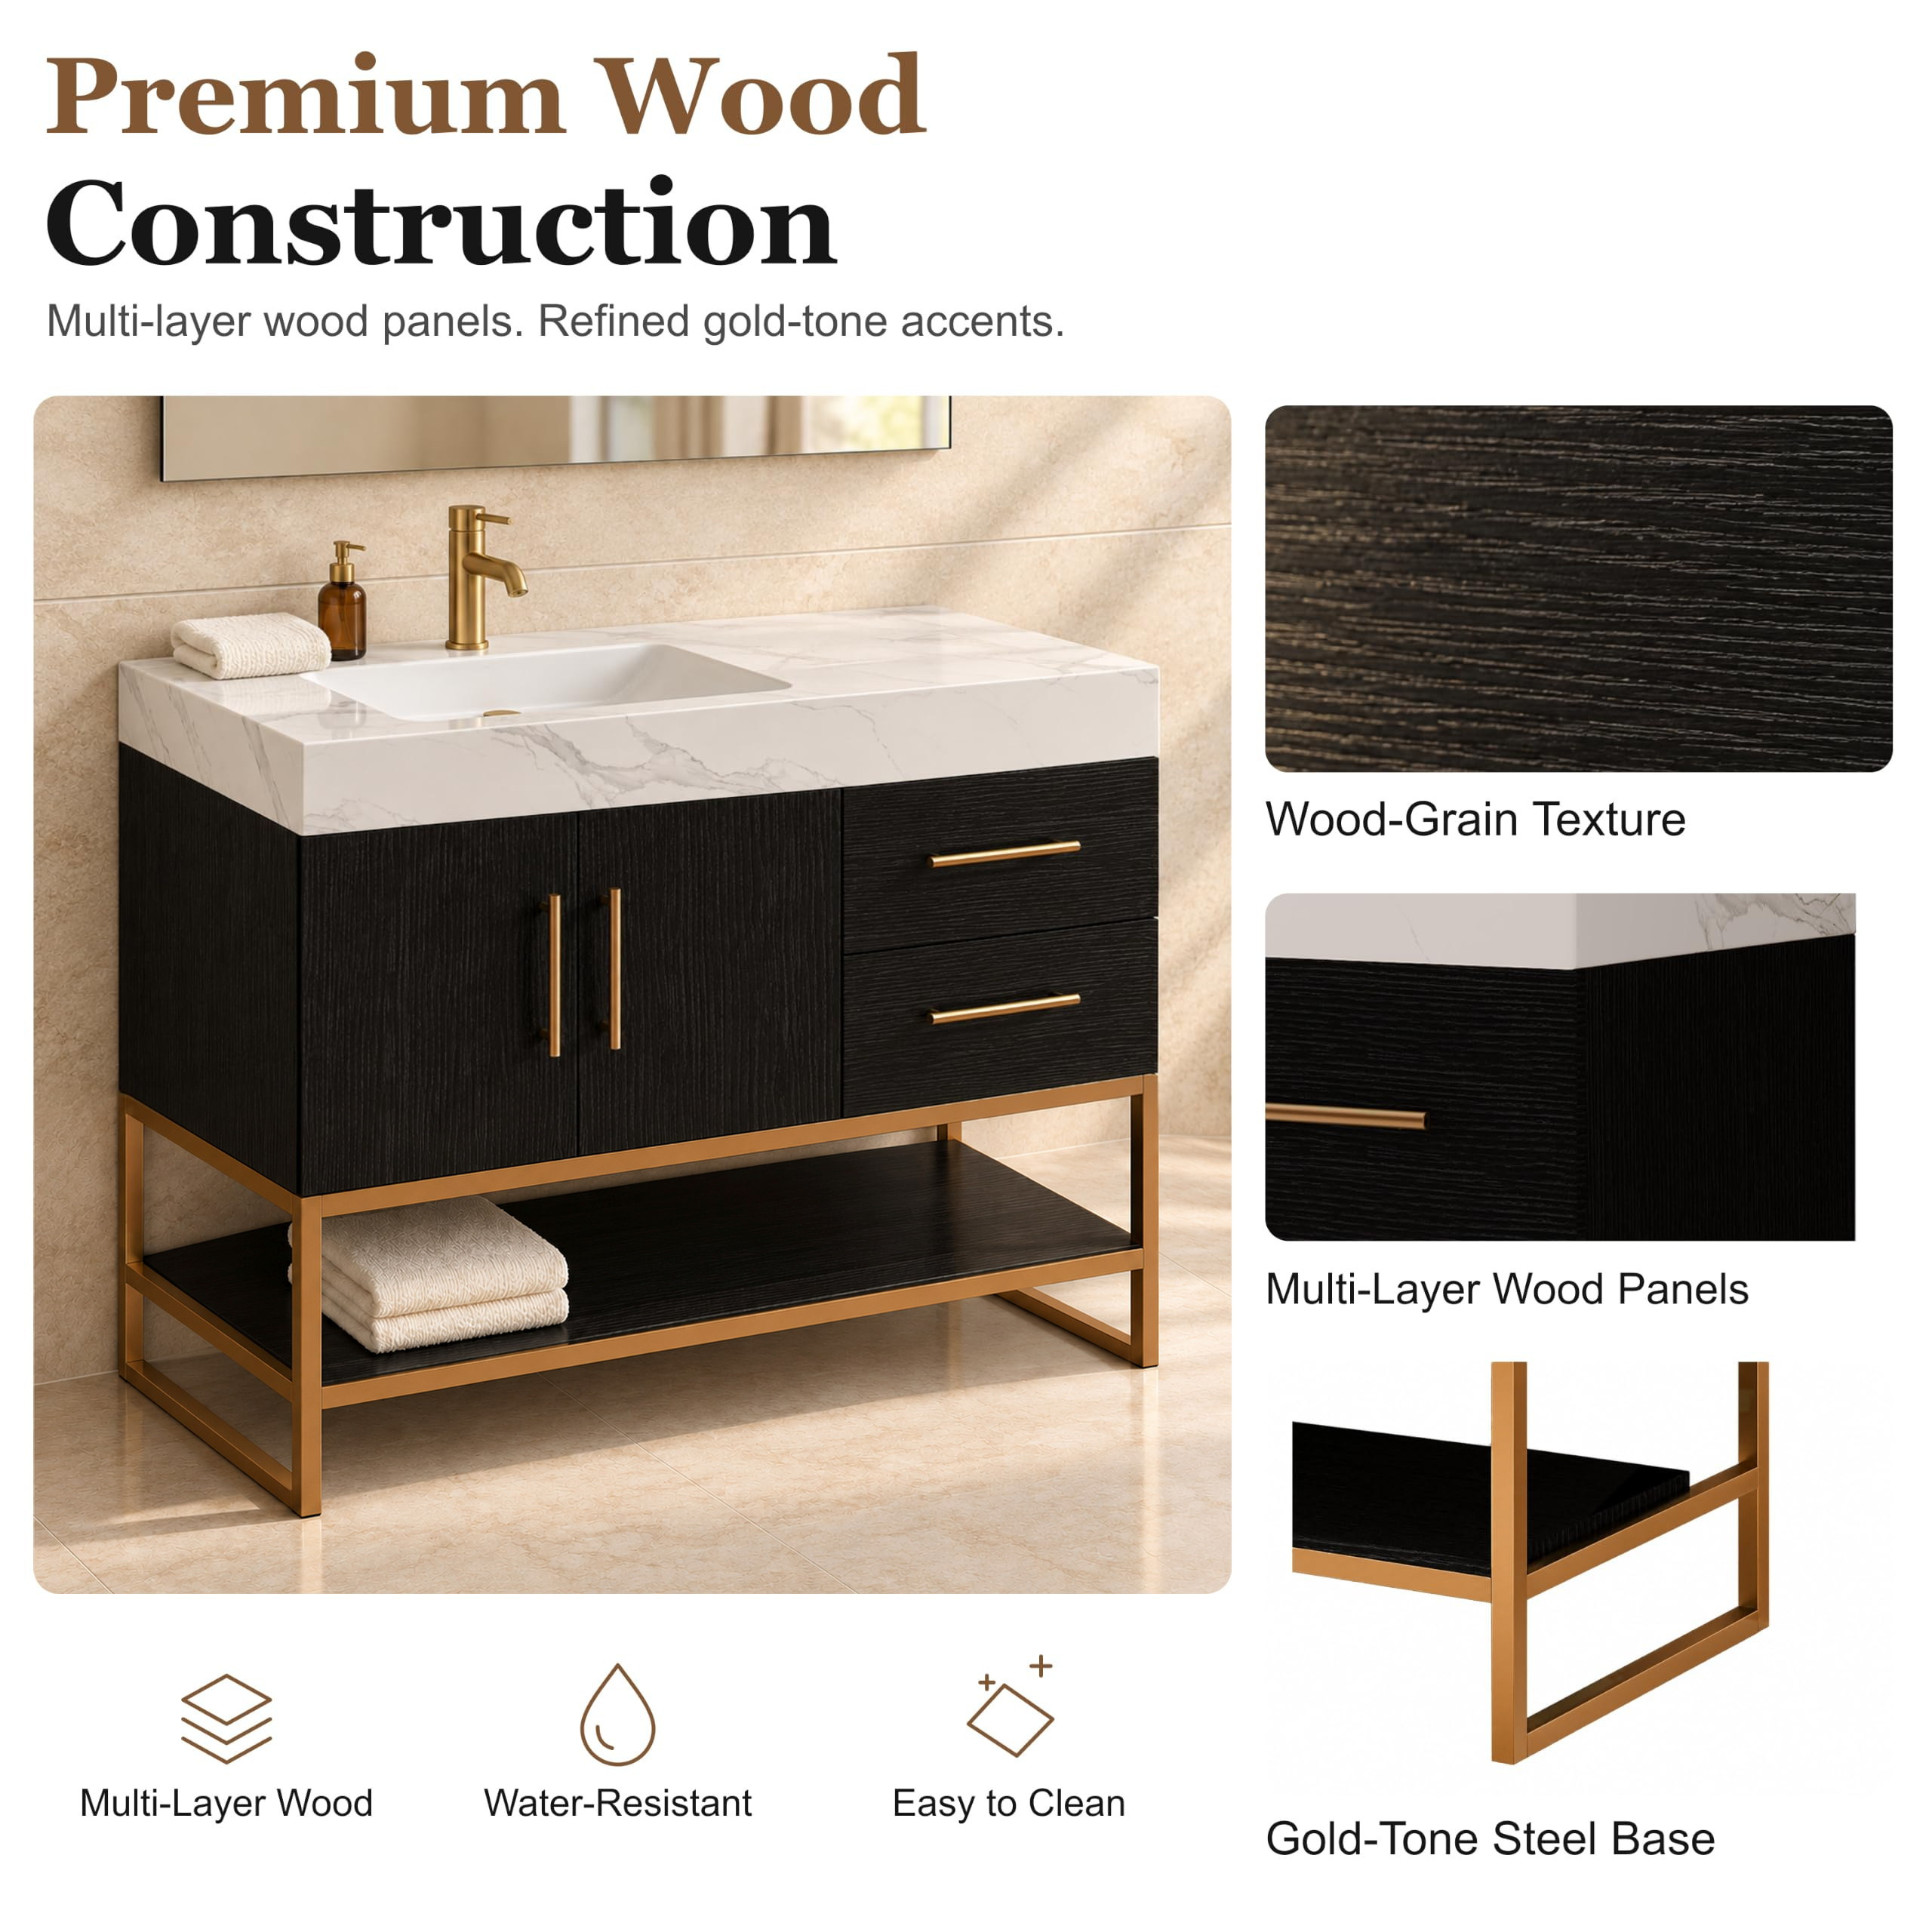 Premium Wood
Construction
Multi-layer wood panels. Refined gold-tone accents.
Wood-Grain Texture
Multi-Layer Wood Panels
Gold-Tone Steel Base
Multi-Layer Wood
Water-Resistant
Easy to Clean